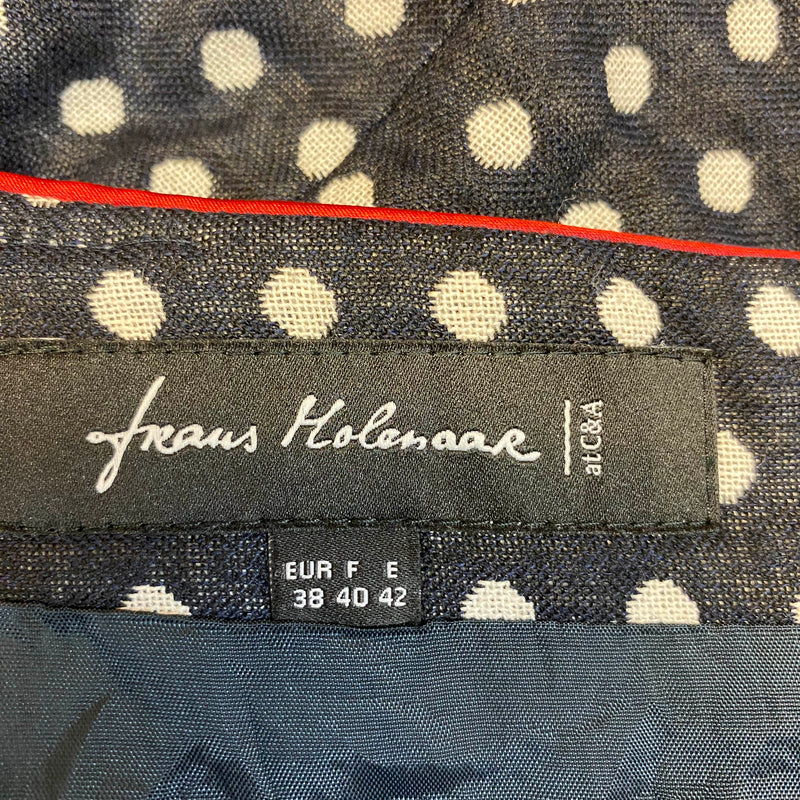 Frans Molenaar
at C&A
EUR F E
38 40 42